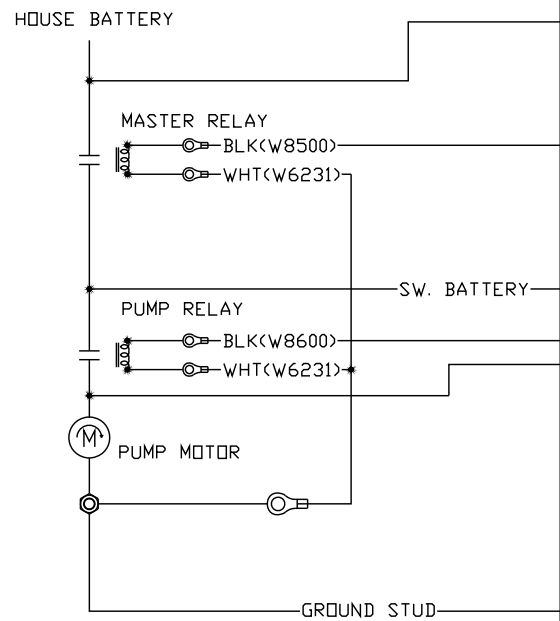 HOUSE BATTERY
MASTER RELAY
BLK(W8500)
WHT(W6231)
SW. BATTERY
PUMP RELAY
BLK(W8600)
WHT(W6231)
M
PUMP MOTOR
GROUND STUD